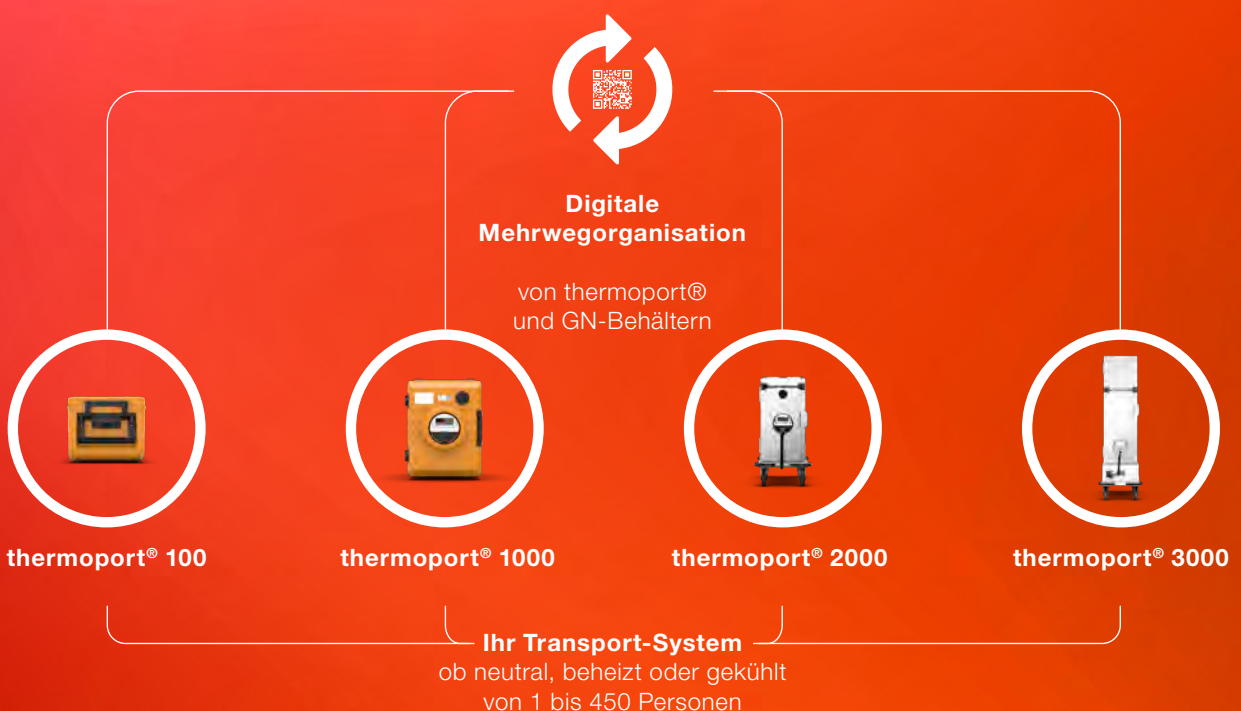 Digitale
Mehrwegorganisation
von thermoport®
und GN-Behältern
thermoport® 100
thermoport® 1000
thermoport® 2000
thermoport® 3000
Ihr Transport-System
ob neutral, beheizt oder gekühlt
von 1 bis 450 Personen